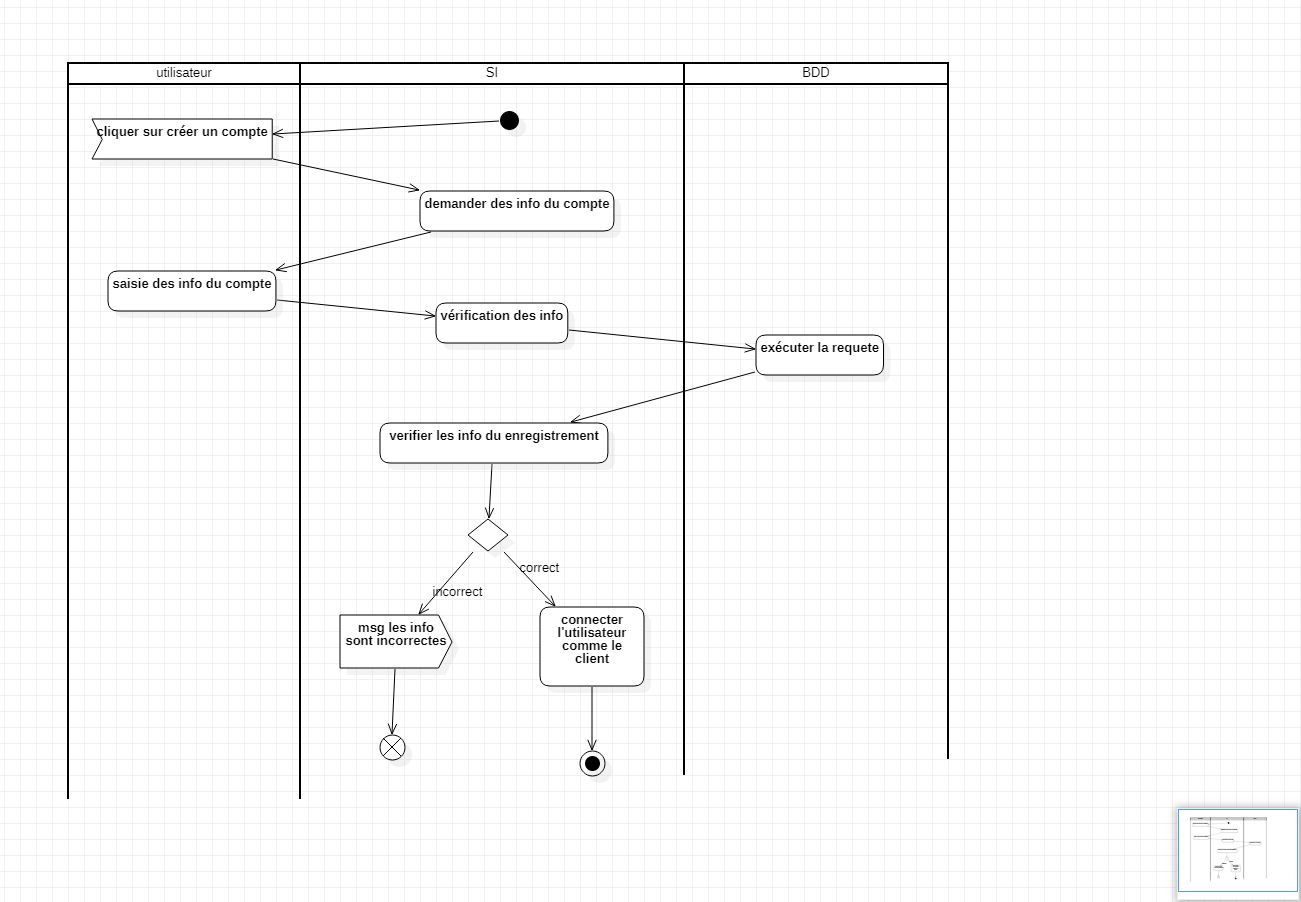 utilisateur
SI
BDD
cliquer sur créer un compte
demander des info du compte
saisie des info du compte
vérification des info
exécuter la requete
verifier les info du enregistrement
correct
incorrect
msg les info
sont incorrectes
connecter
l'utilisateur
comme le
client